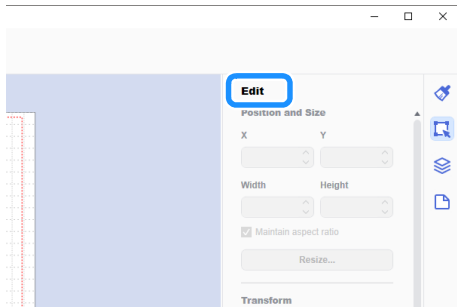 Edit
Position and Size
X Y
Width Height
Maintain aspect ratio
Resize...
Transform